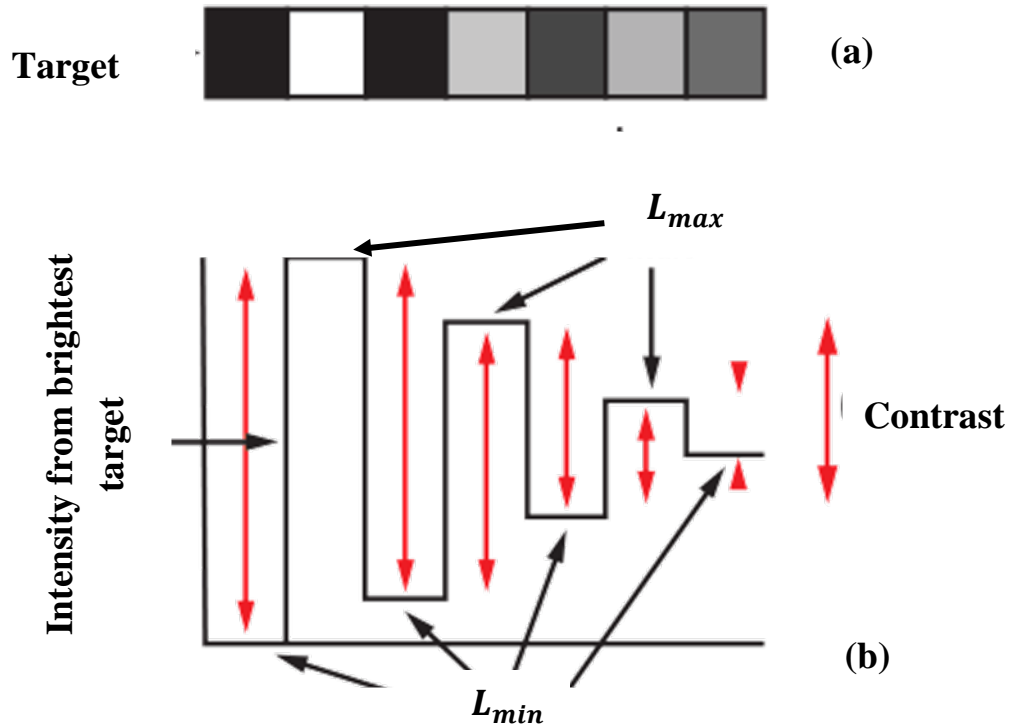 Target
(a)
L_max
Intensity from brightest
target
Contrast
(b)
L_min